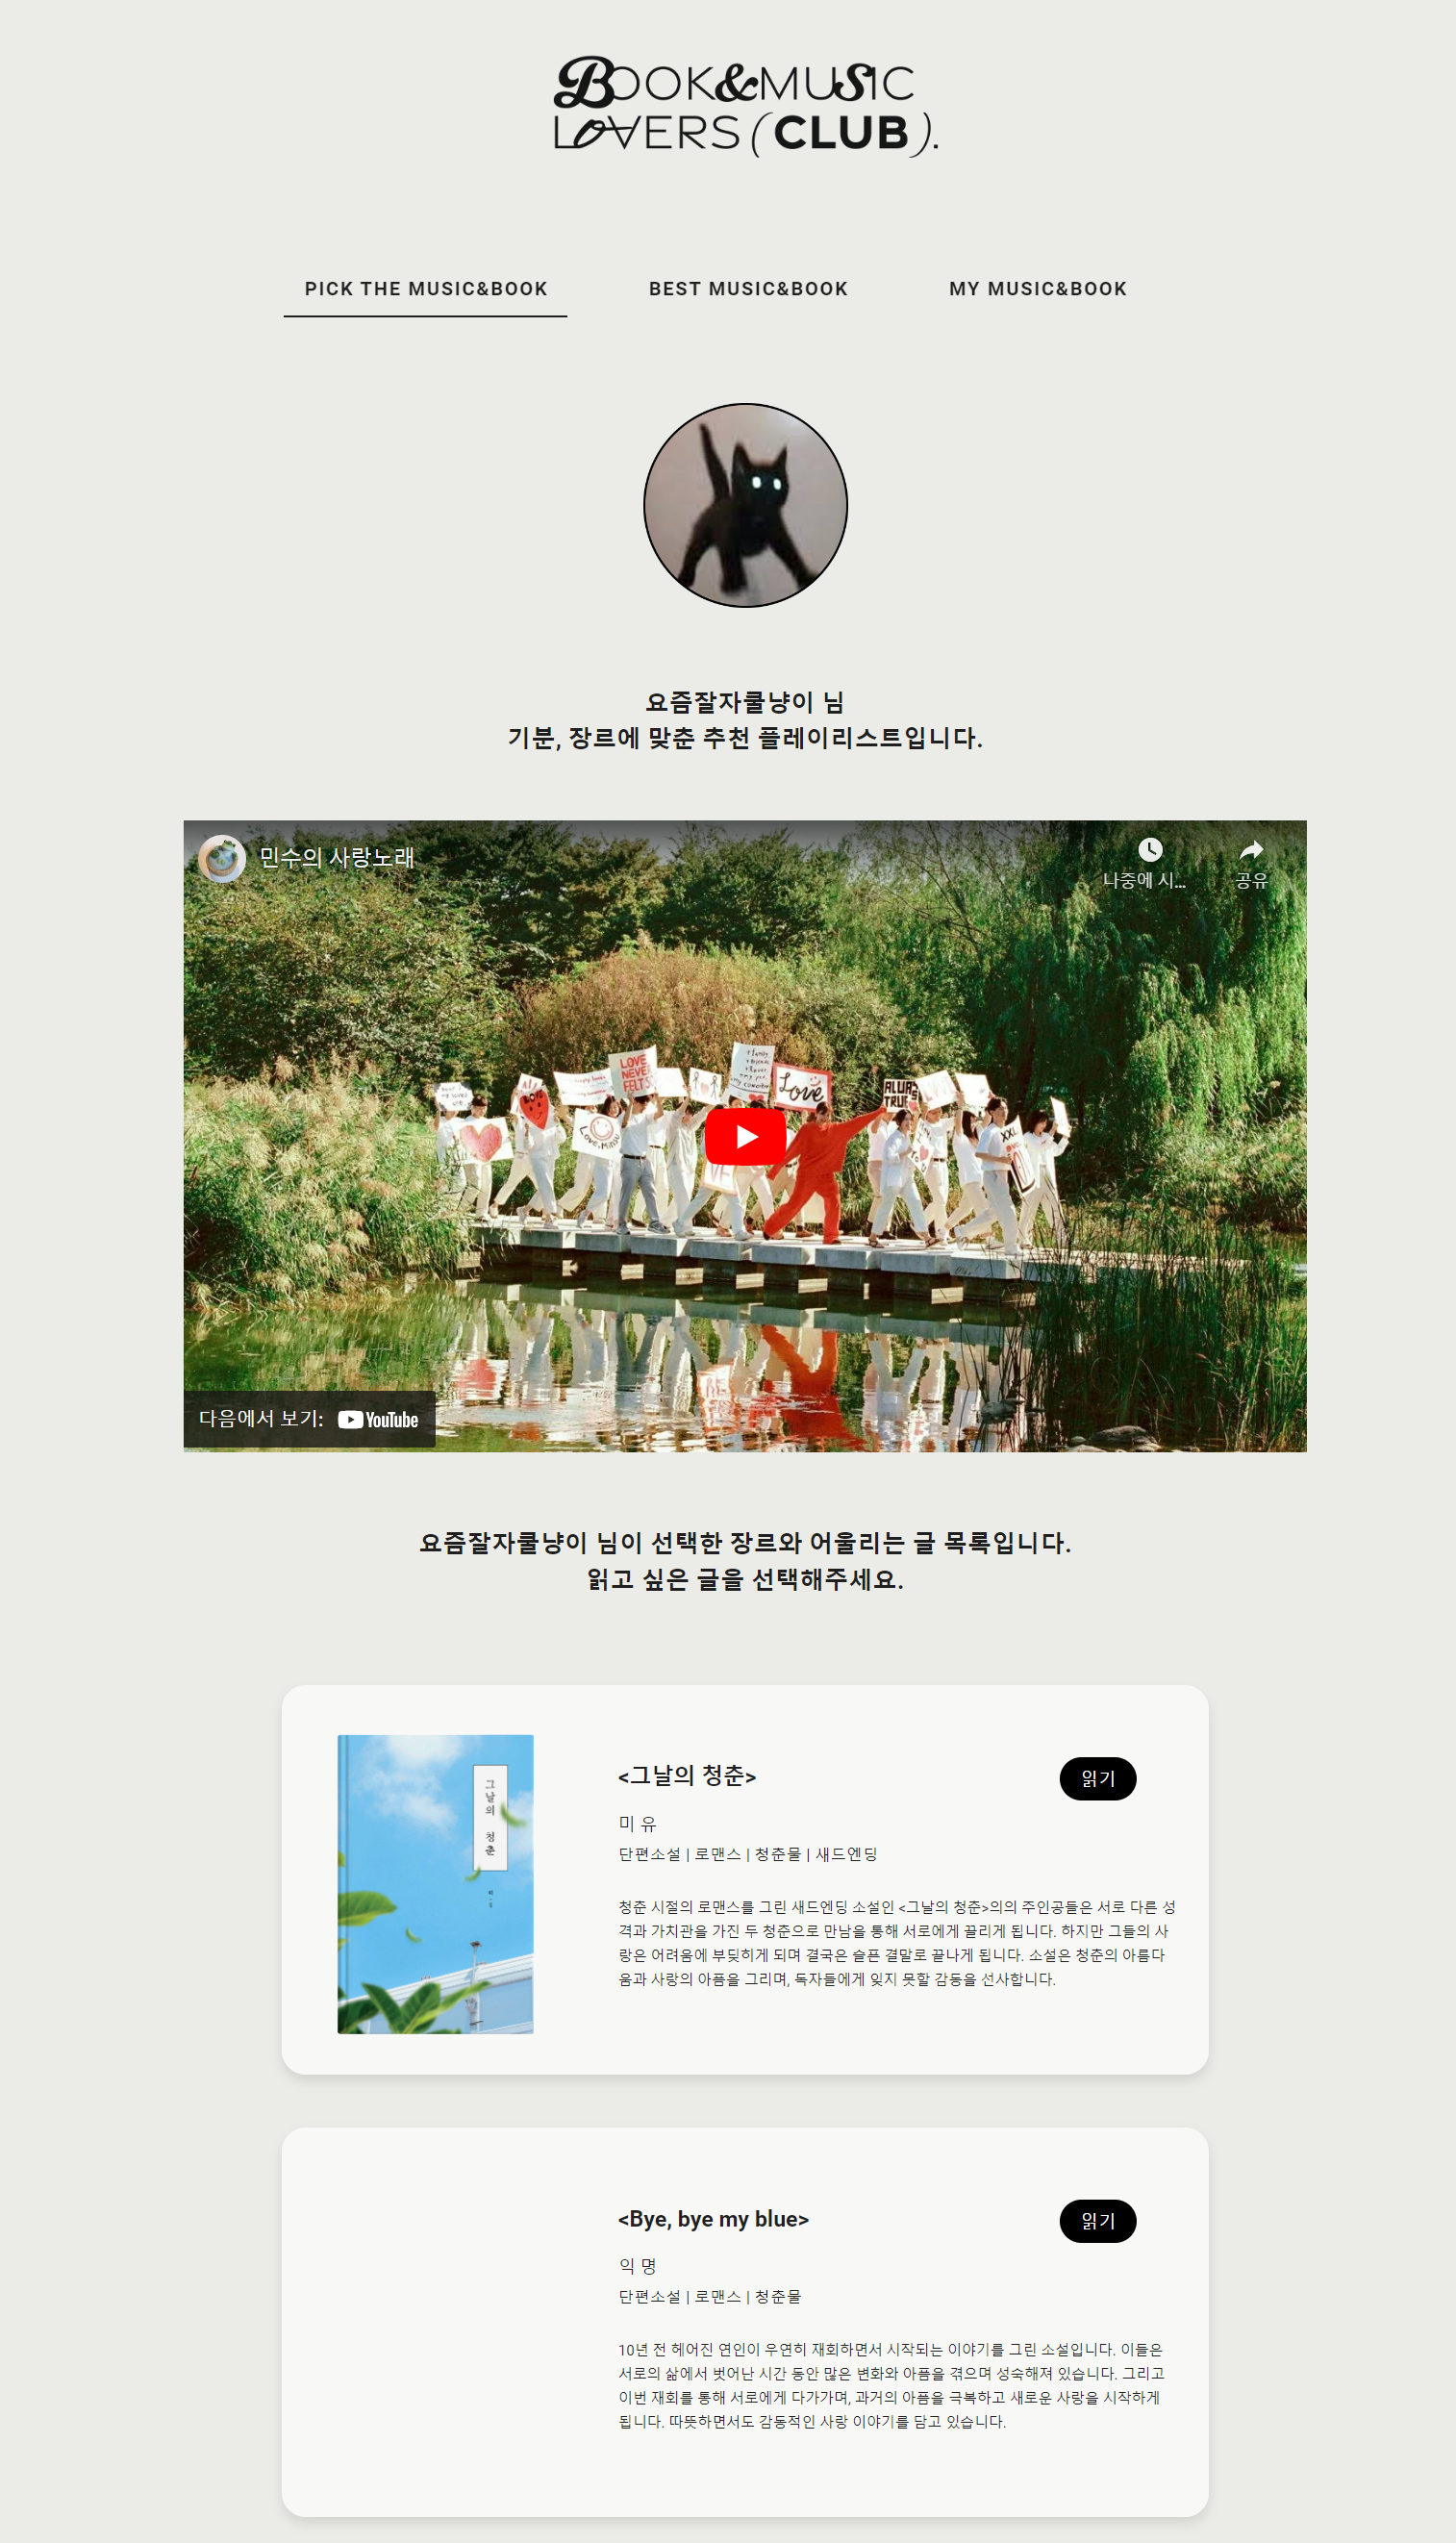 BOOK&MUSIC
LOVERS (CLUB).
PICK THE MUSIC&BOOK
BEST MUSIC&BOOK
MY MUSIC&BOOK
요즘잘자쿨냥이 님
기분, 장르에 맞춘 추천 플레이리스트입니다.
민수의 사랑노래
나중에 시...
공유
LOVE
NEVER
FELT
Love
LOVE
다음에서 보기: YouTube
요즘잘자쿨냥이 님이 선택한 장르와 어울리는 글 목록입니다.
읽고 싶은 글을 선택해주세요.
그날의 청춘
<그날의 청춘>
읽기
미 유
단편소설 | 로맨스 | 청춘물 | 새드엔딩
청춘 시절의 로맨스를 그린 새드엔딩 소설인 <그날의 청춘>의의 주인공들은 서로 다른 성
격과 가치관을 가진 두 청춘으로 만남을 통해 서로에게 끌리게 됩니다. 하지만 그들의 사
랑은 어려움에 부딪히게 되며 결국은 슬픈 결말로 끝나게 됩니다. 소설은 청춘의 아름다
움과 사랑의 아픔을 그리며, 독자들에게 잊지 못할 감동을 선사합니다.
<Bye, bye my blue>
읽기
익 명
단편소설 | 로맨스 | 청춘물
10년 전 헤어진 연인이 우연히 재회하면서 시작되는 이야기를 그린 소설입니다. 이들은
서로의 삶에서 벗어난 시간 동안 많은 변화와 아픔을 겪으며 성숙해져 있습니다. 그리고
이번 재회를 통해 서로에게 다가가며, 과거의 아픔을 극복하고 새로운 사랑을 시작하게
됩니다. 따뜻하면서도 감동적인 사랑 이야기를 담고 있습니다.